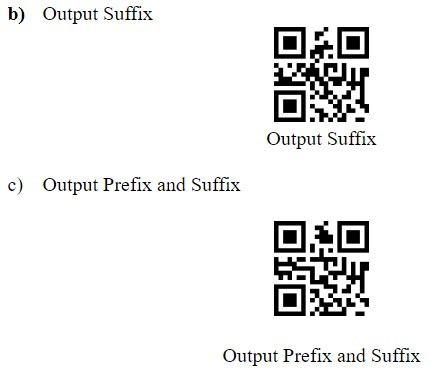 b) Output Suffix
Output Suffix
c) Output Prefix and Suffix
Output Prefix and Suffix